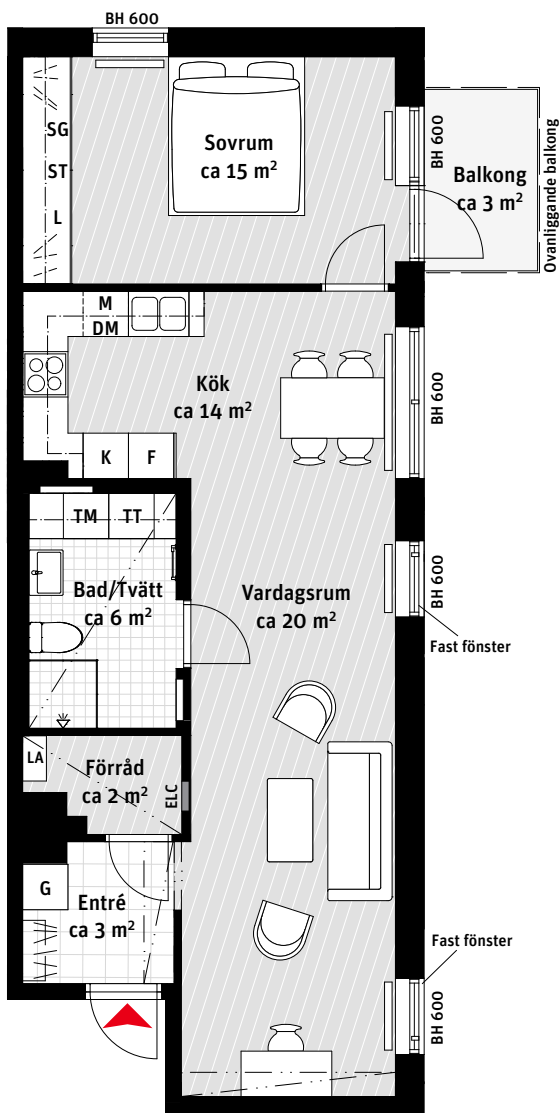 BH 600
SG
ST
L
Sovrum
ca 15 m²
BH 600
Balkong
ca 3 m²
Ovanliggande balkong
M
DM
Kök
ca 14 m²
BH 600
K
F
TM
TT
Bad/Tvätt
ca 6 m²
Vardagsrum
ca 20 m²
BH 600
Fast fönster
LA
Förråd
ca 2 m²
ELC
G
Entré
ca 3 m²
Fast fönster
BH 600